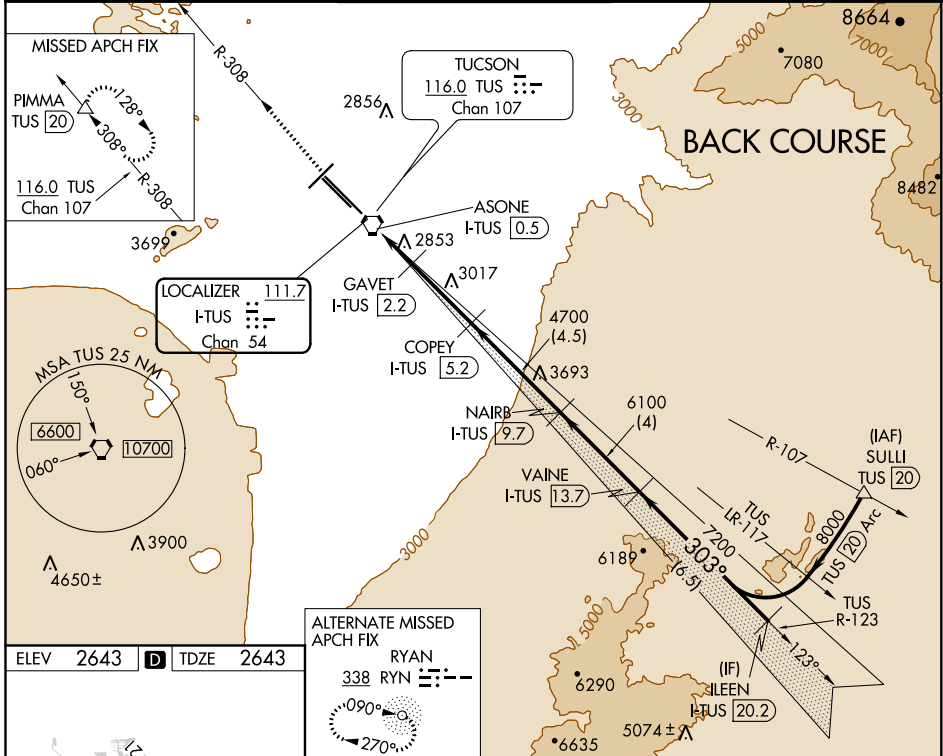 MISSED APCH FIX
PIMMA
TUS 20
128°
308°
R-308
116.0 TUS
Chan 107
R-308
2856
TUCSON
116.0 TUS
Chan 107
8664
5000
7000
7080
3000
BACK COURSE
8482
3699
ASONE
I-TUS 0.5
2853
3017
GAVET
I-TUS 2.2
LOCALIZER 111.7
I-TUS
Chan 54
COPEY
I-TUS 5.2
4700
(4.5)
3693
NAIRB
I-TUS 9.7
6100
(4)
VAINE
I-TUS 13.7
R-107
(IAF)
SULLI
TUS 20
8000
TUS 20 Arc
TUS
LR-117
7200
303°
(6.5)
TUS
R-123
123°
(IF)
ILEEN
I-TUS 20.2
MSA TUS 25 NM
150°
6600
10700
060°
3900
4650±
3000
6189
5000
6290
6635
5074±
ELEV 2643 D TDZE 2643
21
ALTERNATE MISSED
APCH FIX
RYAN
338 RYN
090°
270°